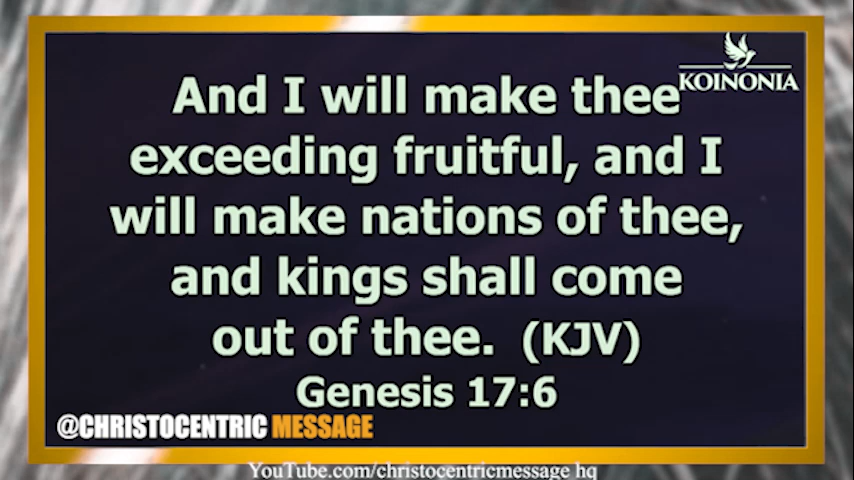 KOINONIA
And I will make thee
exceeding fruitful, and I
will make nations of thee,
and kings shall come
out of thee. (KJV)
Genesis 17:6
@CHRISTOCENTRIC MESSAGE
YouTube.com/christocentricmessage hq